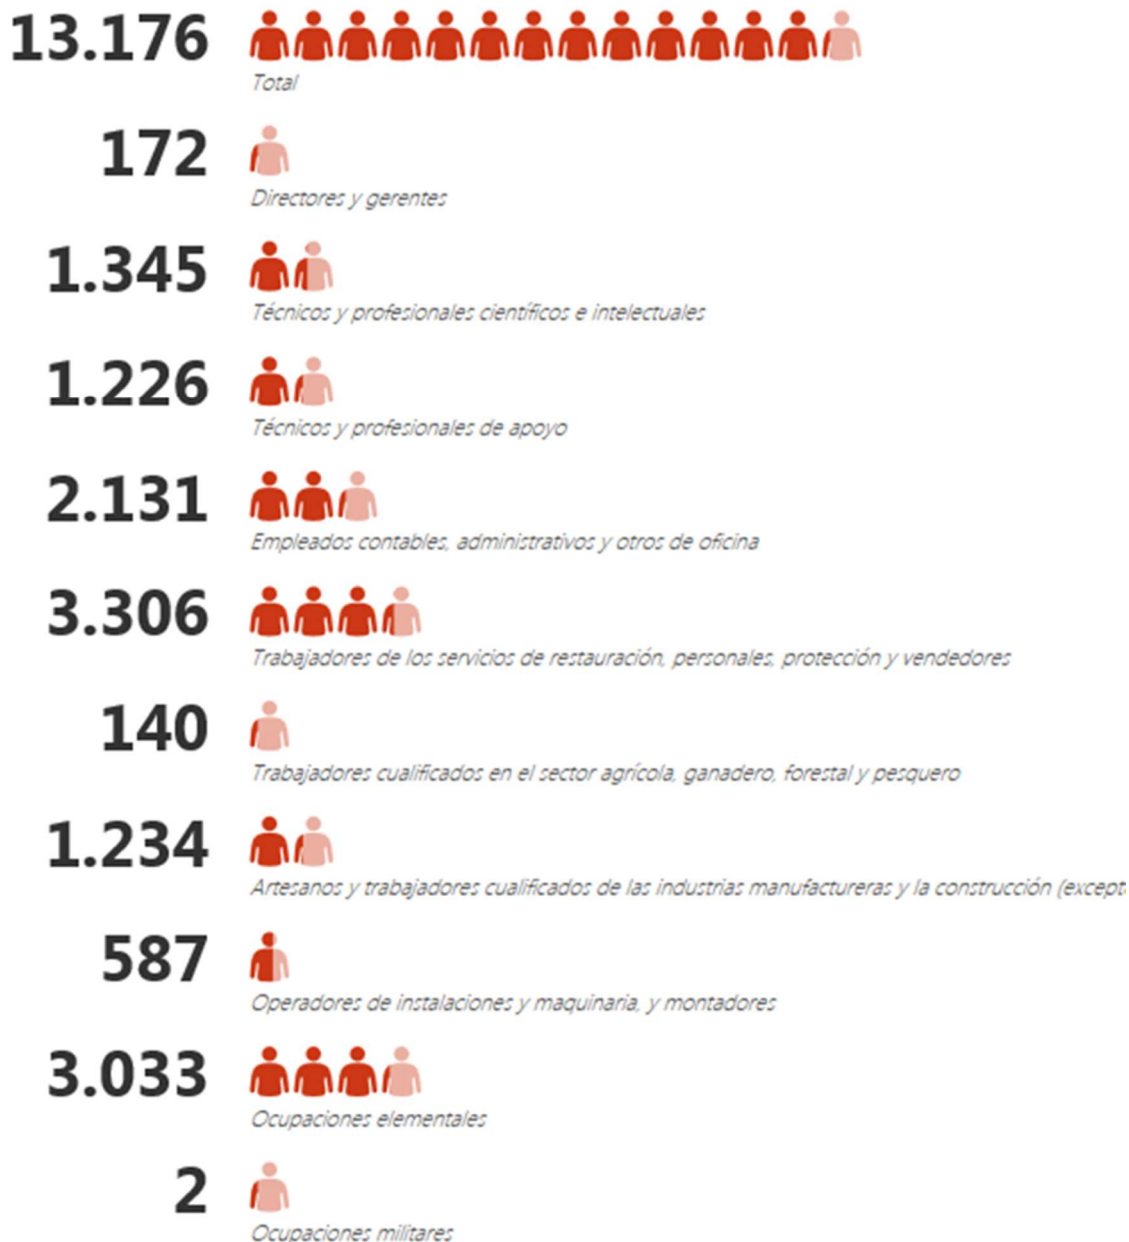 13.176
Total
172
Directores y gerentes
1.345
Técnicos y profesionales científicos e intelectuales
1.226
Técnicos y profesionales de apoyo
2.131
Empleados contables, administrativos y otros de oficina
3.306
Trabajadores de los servicios de restauración, personales, protección y vendedores
140
Trabajadores cualificados en el sector agrícola, ganadero, forestal y pesquero
1.234
Artesanos y trabajadores cualificados de las industrias manufactureras y la construcción (except
587
Operadores de instalaciones y maquinaria, y montadores
3.033
Ocupaciones elementales
2
Ocupaciones militares